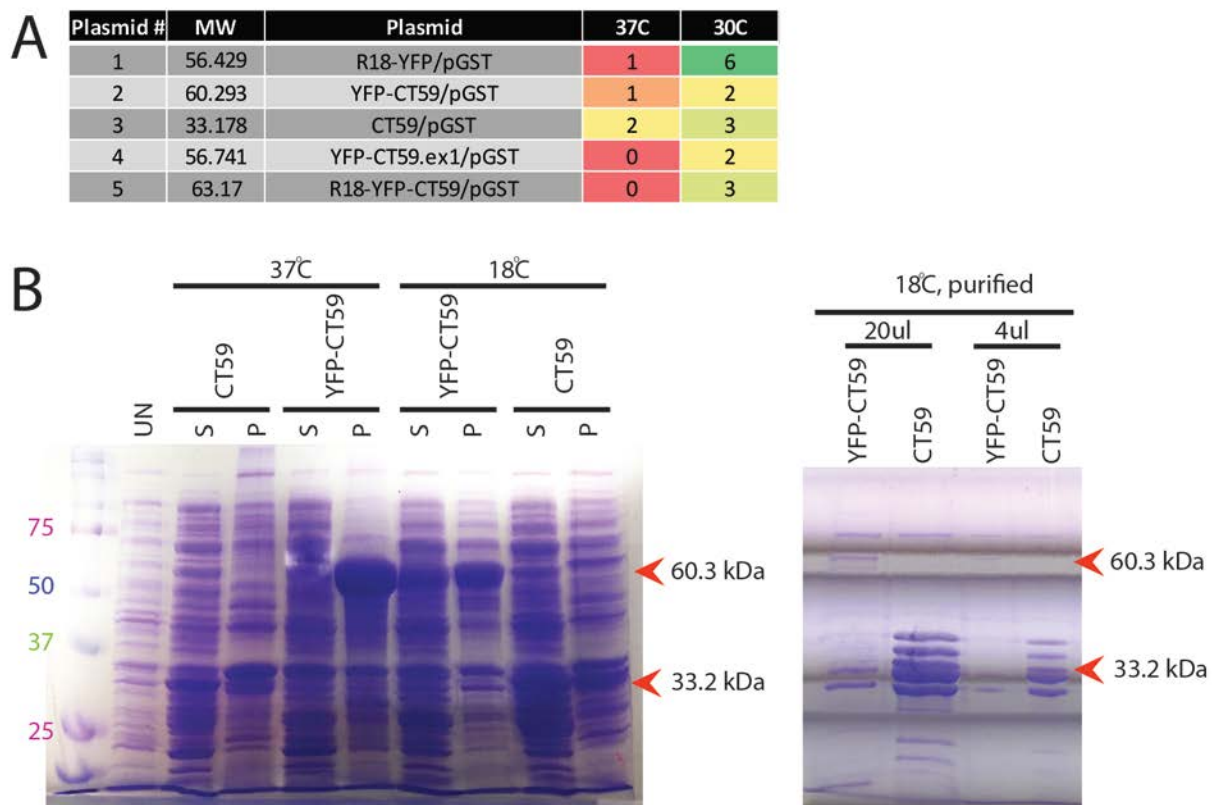 A
Plasmid # MW Plasmid 37C 30C
1 56.429 R18-YFP/pGST 1 6
2 60.293 YFP-CT59/pGST 1 2
3 33.178 CT59/pGST 2 3
4 56.741 YFP-CT59.ex1/pGST 0 2
5 63.17 R18-YFP-CT59/pGST 0 3
B
37°C 18°C
CT59 YFP-CT59 YFP-CT59 CT59
UN S P S P S P S P
75
50
37
25
60.3 kDa
33.2 kDa
18°C, purified
20ul 4ul
YFP-CT59 CT59 YFP-CT59 CT59
60.3 kDa
33.2 kDa